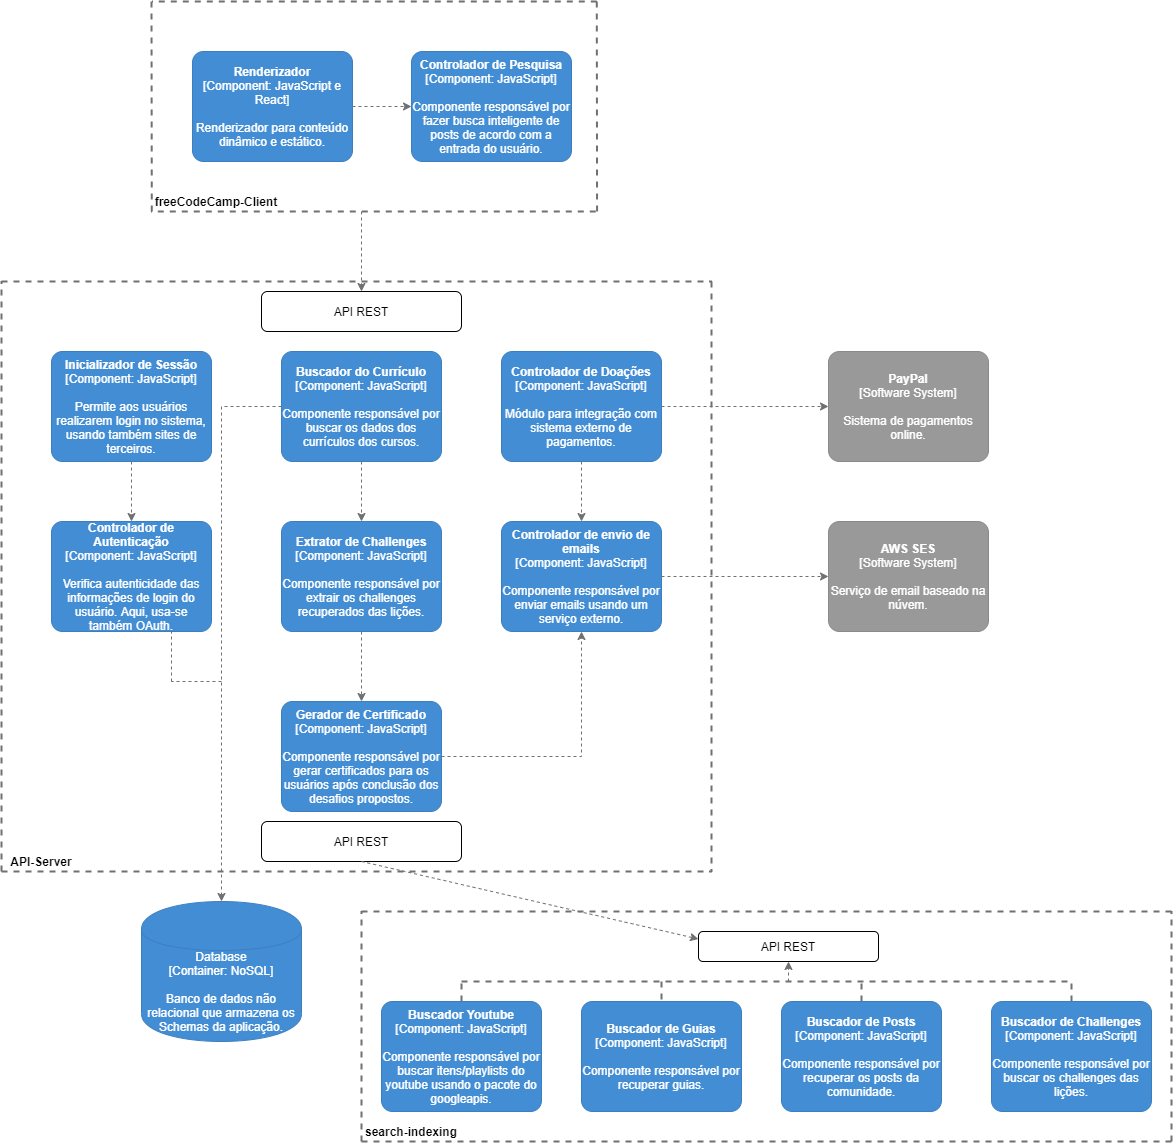 Renderizador
[Component: JavaScript e
React]
Renderizador para conteúdo
dinâmico e estático.
Controlador de Pesquisa
[Component: JavaScript]
Componente responsável por
fazer busca inteligente de
posts de acordo com a
entrada do usuário.
freeCodeCamp-Client
API REST
Inicializador de Sessão
[Component: JavaScript]
Permite aos usuários
realizarem login no sistema,
usando também sites de
terceiros.
Buscador do Currículo
[Component: JavaScript]
Componente responsável por
buscar os dados dos
currículos dos cursos.
Controlador de Doações
[Component: JavaScript]
Módulo para integração com
sistema externo de
pagamentos.
PayPal
[Software System]
Sistema de pagamentos
online.
Controlador de
Autenticação
[Component: JavaScript]
Verifica autenticidade das
informações de login do
usuário. Aqui, usa-se
também OAuth.
Extrator de Challenges
[Component: JavaScript]
Componente responsável por
extrair os challenges
recuperados das lições.
Controlador de envio de
emails
[Component: JavaScript]
Componente responsável por
enviar emails usando um
serviço externo.
AWS SES
[Software System]
Serviço de email baseado na
núvem.
Gerador de Certificado
[Component: JavaScript]
Componente responsável por
gerar certificados para os
usuários após conclusão dos
desafios propostos.
API REST
API-Server
Database
[Container: NoSQL]
Banco de dados não
relacional que armazena os
Schemas da aplicação.
API REST
Buscador Youtube
[Component: JavaScript]
Componente responsável por
buscar itens/playlists do
youtube usando o pacote do
googleapis.
Buscador de Guias
[Component: JavaScript]
Componente responsável por
recuperar guias.
Buscador de Posts
[Component: JavaScript]
Componente responsável por
recuperar os posts da
comunidade.
Buscador de Challenges
[Component: JavaScript]
Componente responsável por
buscar os challenges das
lições.
search-indexing